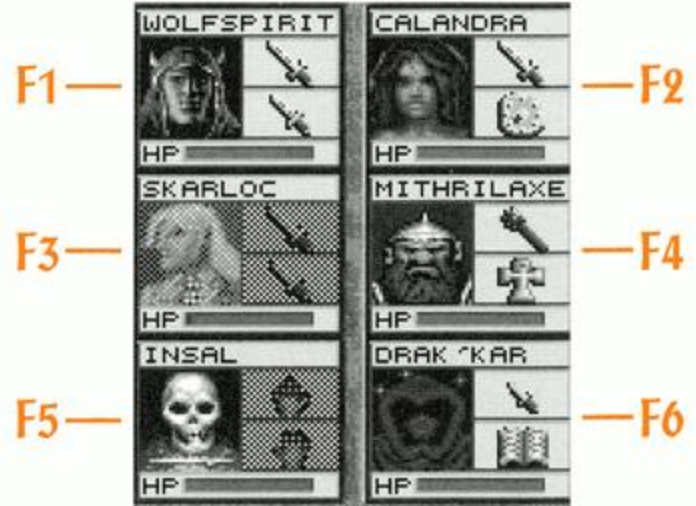 WOLFSPIRIT
CALANDRA
F1
F2
HP
HP
SKARLOC
MITHRILAXE
F3
F4
HP
HP
INSAL
DRAK 'KAR
F5
F6
HP
HP